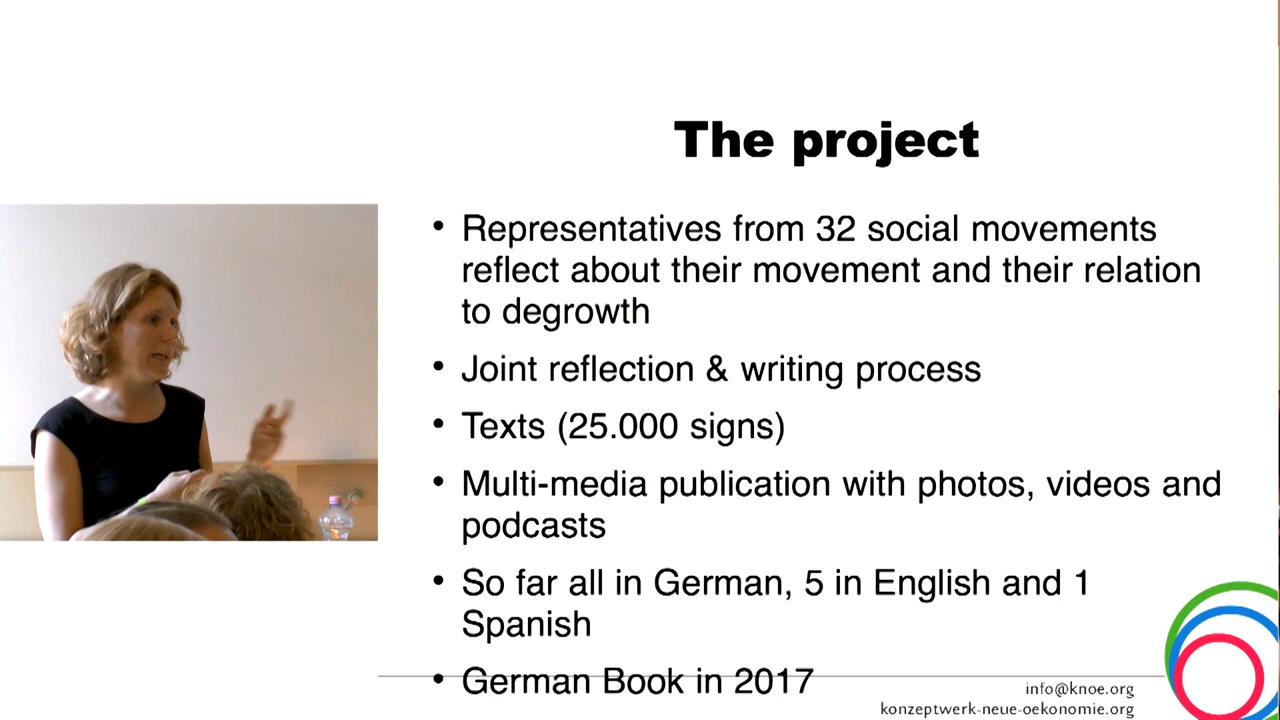 The project
• Representatives from 32 social movements
reflect about their movement and their relation
to degrowth
• Joint reflection & writing process
• Texts (25.000 signs)
• Multi-media publication with photos, videos and
podcasts
• So far all in German, 5 in English and 1
Spanish
• German Book in 2017
info@knoe.org
konzeptwerk-neue-oekonomie.org